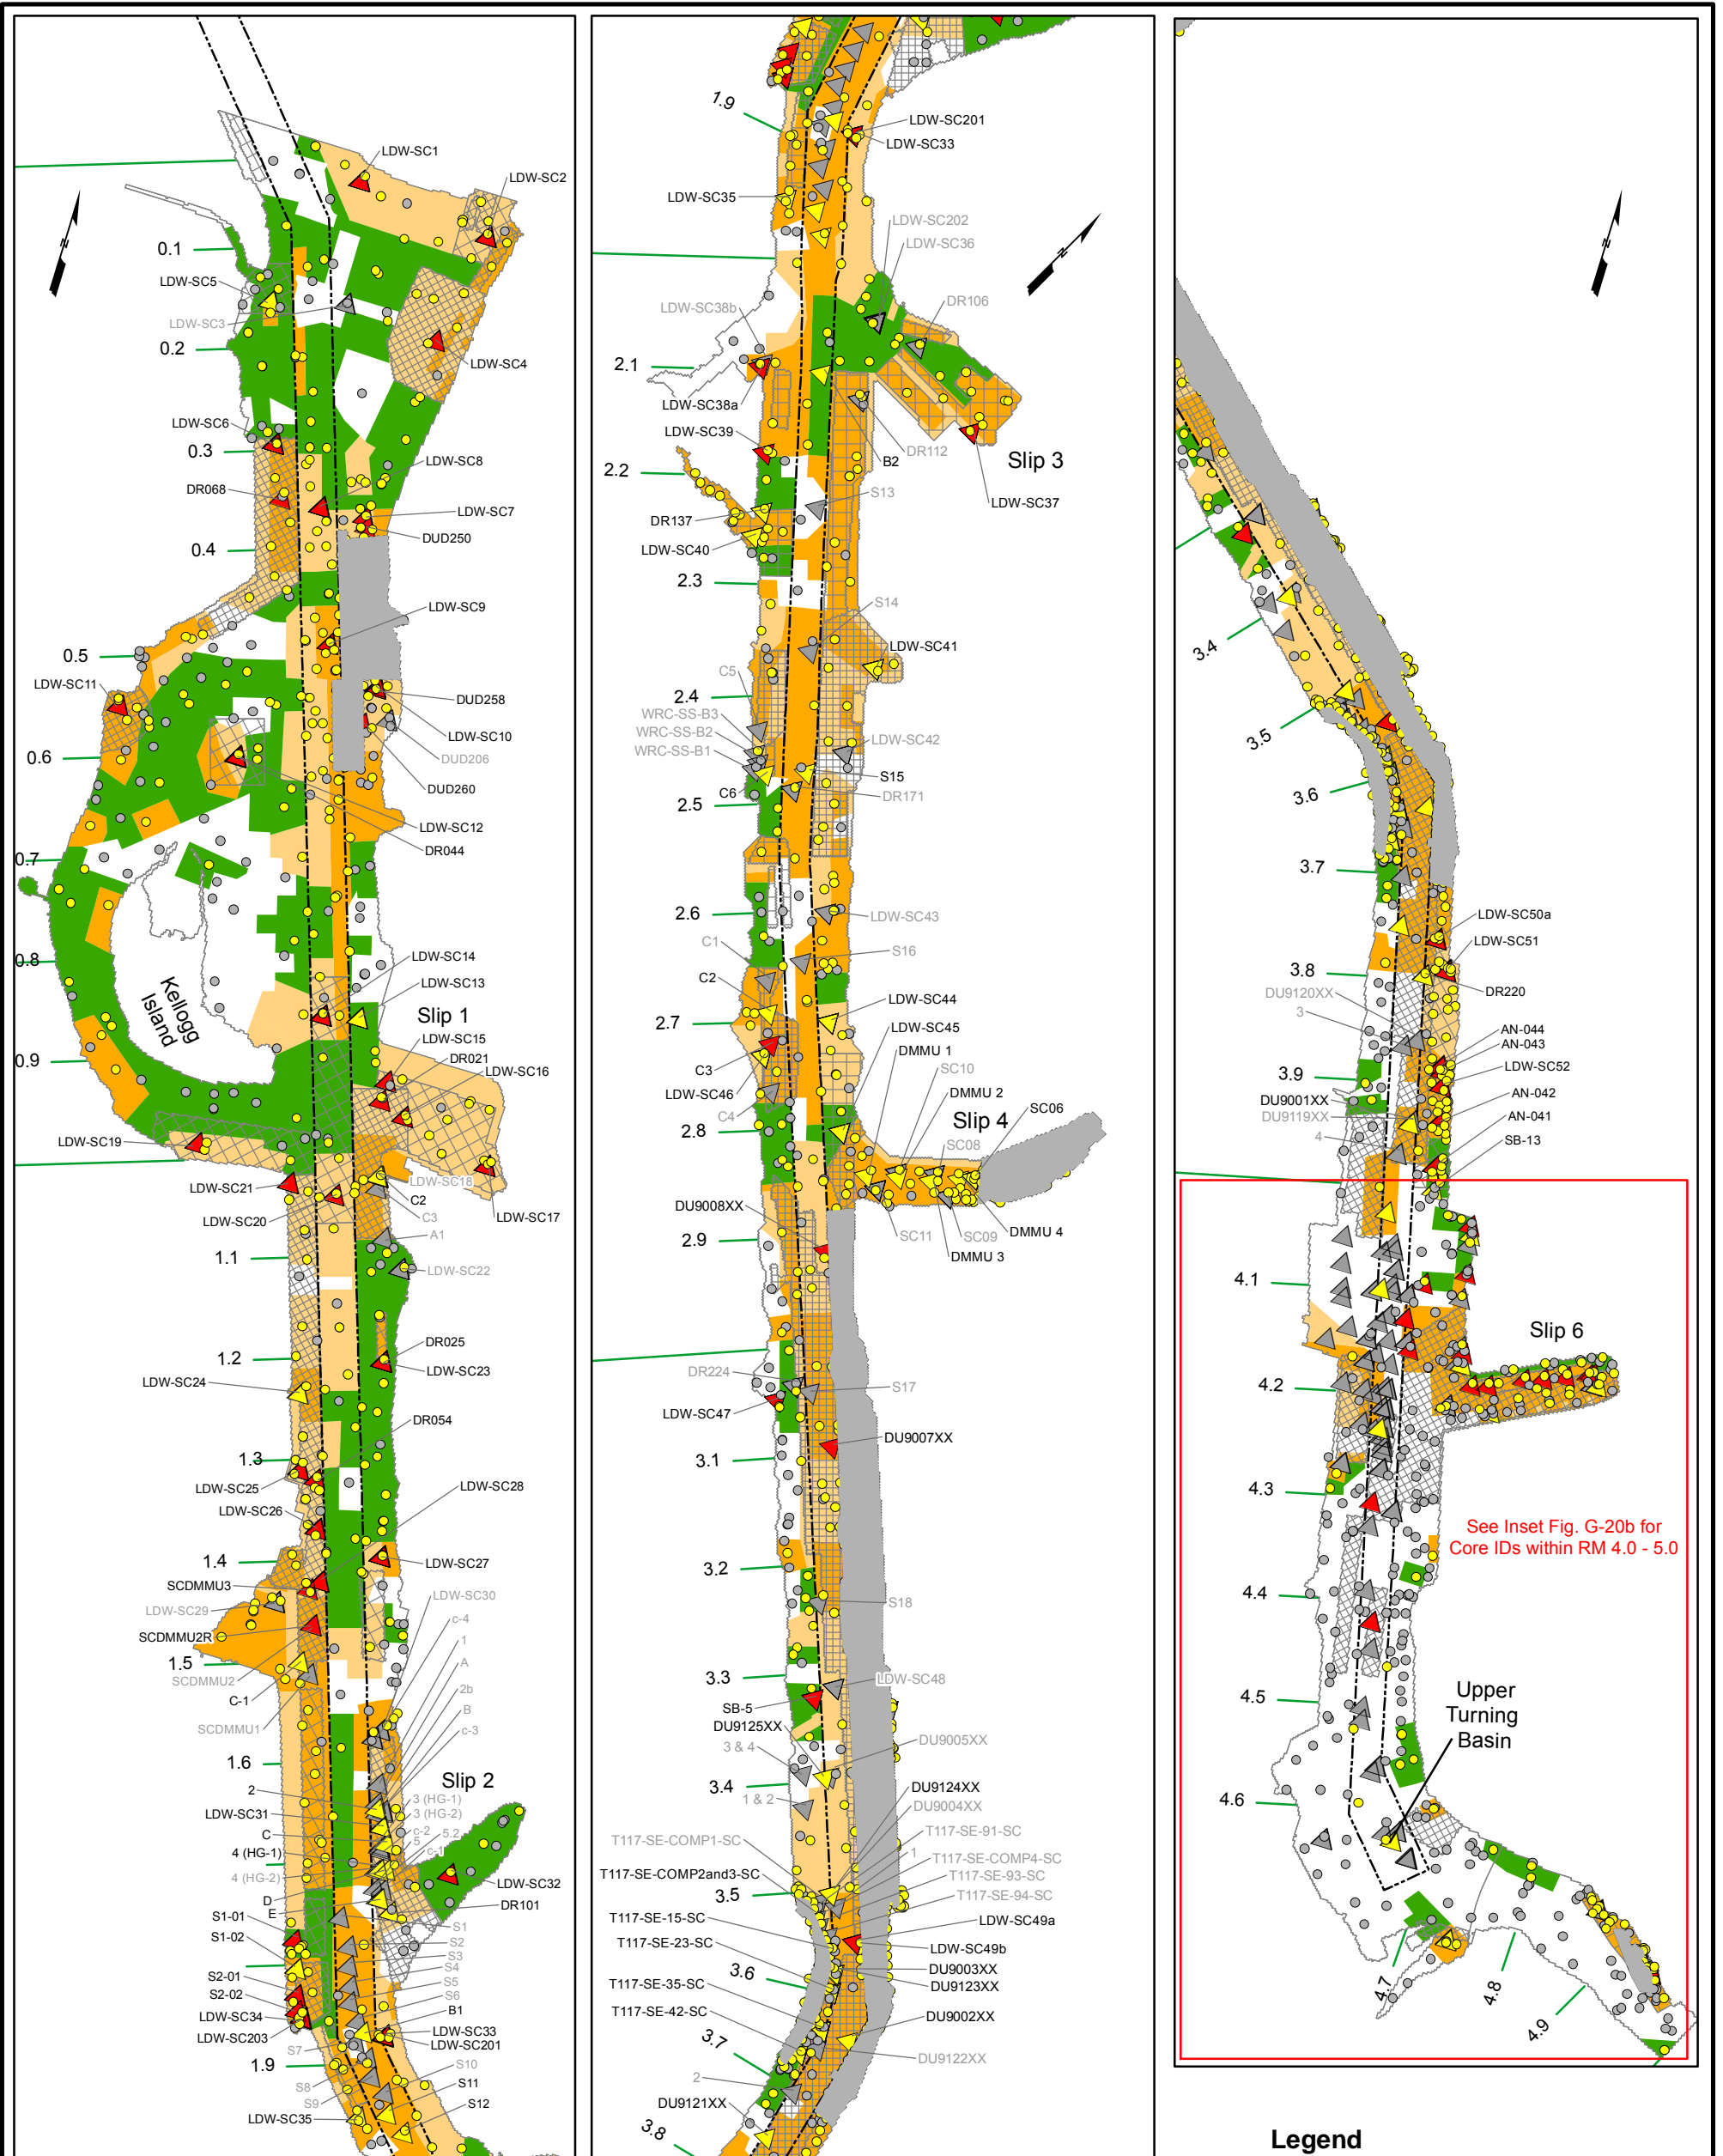 LDW-SC1
LDW-SC2
N
0.1
LDW-SC5
LDW-SC3
0.2
LDW-SC4
LDW-SC6
0.3
LDW-SC8
DR068
LDW-SC7
DUD250
0.4
LDW-SC9
0.5
LDW-SC11
DUD258
LDW-SC10
DUD206
0.6
DUD260
LDW-SC12
DR044
0.7
LDW-SC14
0.8
LDW-SC13
Kellogg
Island
Slip 1
LDW-SC15
DR021
LDW-SC16
0.9
LDW-SC19
LDW-SC18
LDW-SC21
C2
LDW-SC17
C3
LDW-SC20
A1
1.1
LDW-SC22
DR025
1.2
LDW-SC23
LDW-SC24
DR054
1.3
LDW-SC25
LDW-SC28
LDW-SC26
1.4
LDW-SC27
SCDMMU3
LDW-SC30
LDW-SC29
c-4
SCDMMU2R
1
1.5
A
SCDMMU2
2b
C-1
B
SCDMMU1
c-3
1.6
Slip 2
2
3 (HG-1)
LDW-SC31
3 (HG-2)
C
c-2
5.2
5
4 (HG-1)
c-1
4 (HG-2)
LDW-SC32
D
DR101
E
S1-01
S1
S1-02
S2
S3
S4
S2-01
S5
S2-02
S6
LDW-SC34
B1
LDW-SC203
LDW-SC33
LDW-SC201
S7
1.9
S10
S8
S11
S9
S12
LDW-SC35
1.9
LDW-SC201
LDW-SC33
LDW-SC35
N
LDW-SC202
LDW-SC36
LDW-SC38b
DR106
2.1
LDW-SC38a
LDW-SC39
DR112
B2
Slip 3
2.2
S13
LDW-SC37
DR137
LDW-SC40
2.3
S14
LDW-SC41
C5
2.4
WRC-SS-B3
WRC-SS-B2
LDW-SC42
WRC-SS-B1
S15
C6
DR171
2.5
2.6
LDW-SC43
C1
S16
C2
LDW-SC44
2.7
LDW-SC45
DMMU 1
C3
SC10
LDW-SC46
DMMU 2
SC06
C4
Slip 4
2.8
SC08
DU9008XX
DMMU 4
2.9
SC11
SC09
DMMU 3
DR224
S17
LDW-SC47
DU9007XX
3.1
3.2
S18
3.3
LDW-SC48
SB-5
DU9125XX
3 & 4
DU9005XX
3.4
DU9124XX
1 & 2
DU9004XX
T117-SE-91-SC
T117-SE-COMP1-SC
1
T117-SE-COMP4-SC
T117-SE-COMP2and3-SC
T117-SE-93-SC
3.5
T117-SE-94-SC
T117-SE-15-SC
LDW-SC49a
T117-SE-23-SC
LDW-SC49b
DU9003XX
3.6
DU9123XX
T117-SE-35-SC
T117-SE-42-SC
DU9002XX
3.7
DU9122XX
2
DU9121XX
3.8
N
3.4
3.5
3.6
3.7
LDW-SC50a
LDW-SC51
3.8
DR220
DU9120XX
3
AN-044
AN-043
LDW-SC52
3.9
DU9001XX
AN-042
DU9119XX
AN-041
4
SB-13
4.1
Slip 6
4.2
4.3
See Inset Fig. G-20b for
Core IDs within RM 4.0 - 5.0
4.4
4.5
Upper
Turning
Basin
4.6
4.7
4.8
4.9
Legend